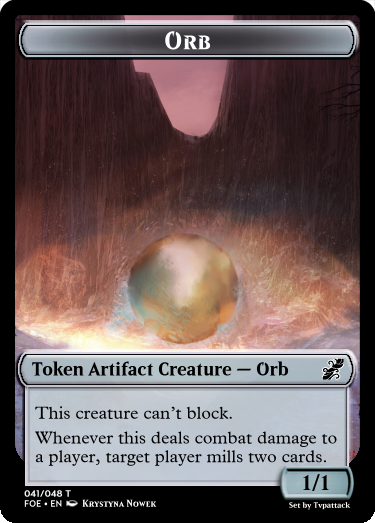 Orb
Token Artifact Creature — Orb
This creature can't block.
Whenever this deals combat damage to
a player, target player mills two cards.
1/1
041/048 T
FOE • EN Krystyna Nowek
Set by Tvpattack